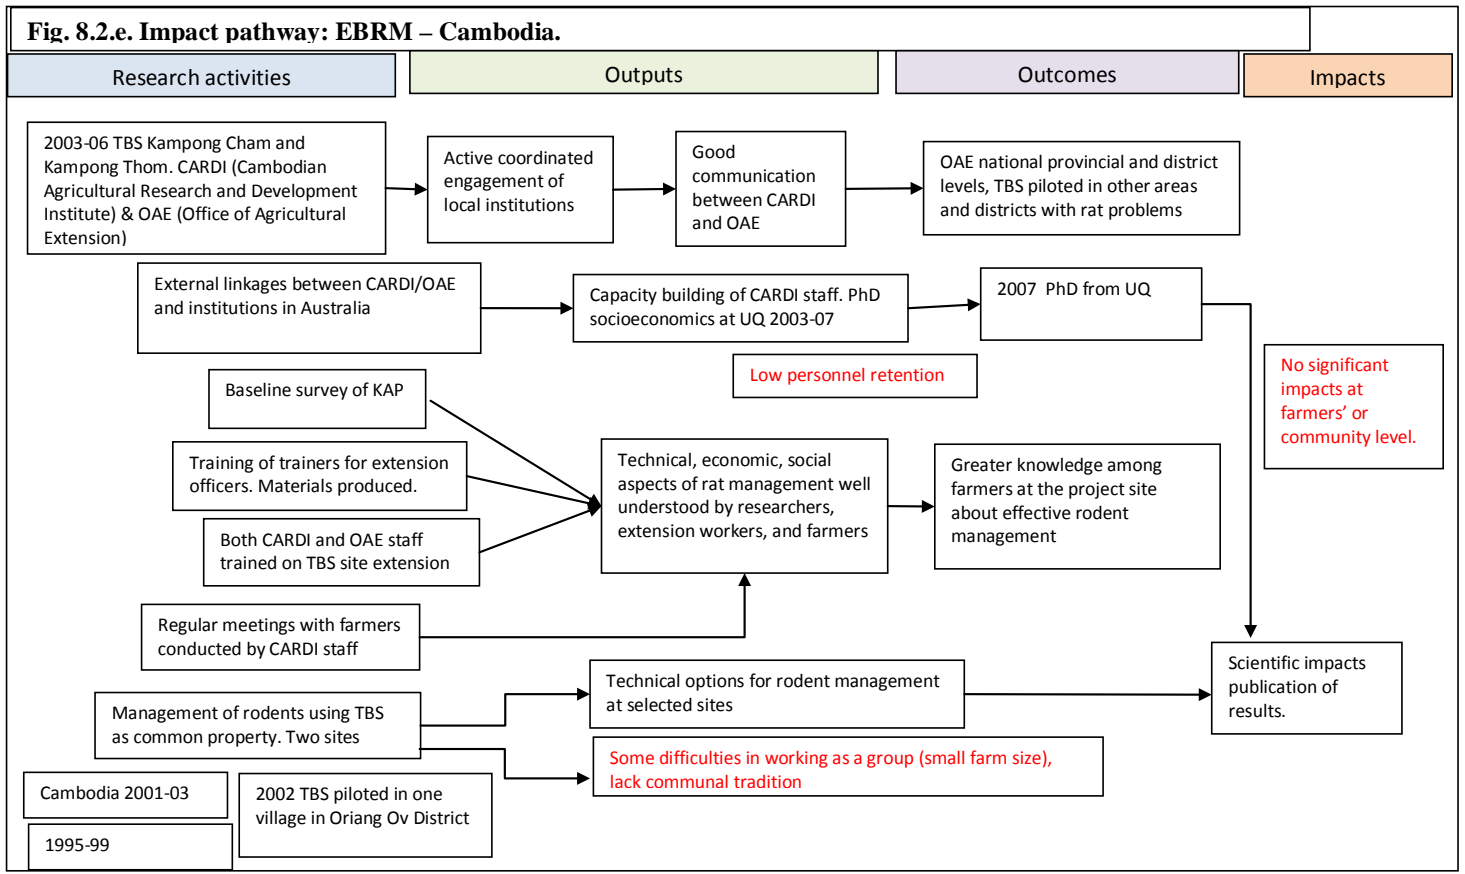 Fig. 8.2.e. Impact pathway: EBRM – Cambodia.
Research activities
Outputs
Outcomes
Impacts
2003-06 TBS Kampong Cham and
Kampong Thom. CARDI (Cambodian
Agricultural Research and Development
Institute) & OAE (Office of Agricultural
Extension)
Active coordinated
engagement of
local institutions
Good
communication
between CARDI
and OAE
OAE national provincial and district
levels, TBS piloted in other areas
and districts with rat problems
External linkages between CARDI/OAE
and institutions in Australia
Capacity building of CARDI staff. PhD
socioeconomics at UQ 2003-07
2007 PhD from UQ
Low personnel retention
No significant
impacts at
farmers’ or
community level.
Baseline survey of KAP
Training of trainers for extension
officers. Materials produced.
Both CARDI and OAE staff
trained on TBS site extension
Technical, economic, social
aspects of rat management well
understood by researchers,
extension workers, and farmers
Greater knowledge among
farmers at the project site
about effective rodent
management
Regular meetings with farmers
conducted by CARDI staff
Management of rodents using TBS
as common property. Two sites
Technical options for rodent management
at selected sites
Scientific impacts
publication of
results.
Some difficulties in working as a group (small farm size),
lack communal tradition
Cambodia 2001-03
2002 TBS piloted in one
village in Oriang Ov District
1995-99